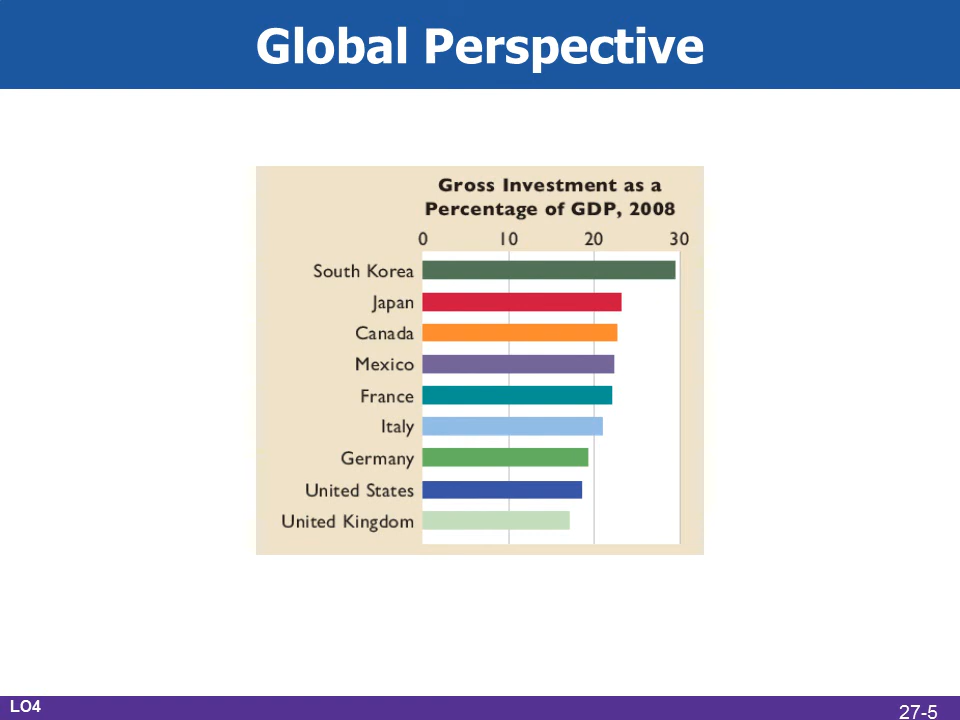 Global Perspective
Gross Investment as a
Percentage of GDP, 2008
0 10 20 30
South Korea
Japan
Canada
Mexico
France
Italy
Germany
United States
United Kingdom
LO4
27-5